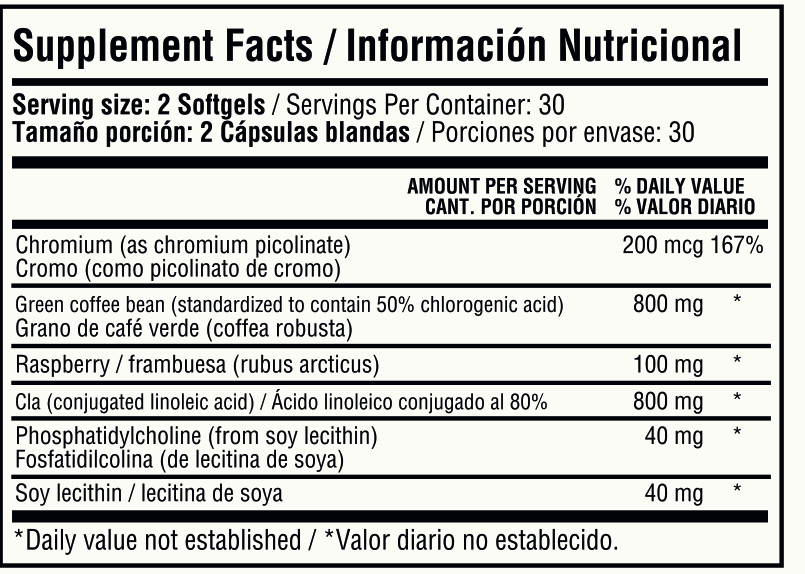 Supplement Facts / Información Nutricional
Serving size: 2 Softgels / Servings Per Container: 30
Tamaño porción: 2 Cápsulas blandas / Porciones por envase: 30
AMOUNT PER SERVING % DAILY VALUE
CANT. POR PORCIÓN % VALOR DIARIO
Chromium (as chromium picolinate) 200 mcg 167%
Cromo (como picolinato de cromo)
Green coffee bean (standardized to contain 50% chlorogenic acid) 800 mg *
Grano de café verde (coffea robusta)
Raspberry / frambuesa (rubus arcticus) 100 mg *
Cla (conjugated linoleic acid) / Ácido linoleico conjugado al 80% 800 mg *
Phosphatidylcholine (from soy lecithin) 40 mg *
Fosfatidilcolina (de lecitina de soya)
Soy lecithin / lecitina de soya 40 mg *
*Daily value not established / *Valor diario no establecido.